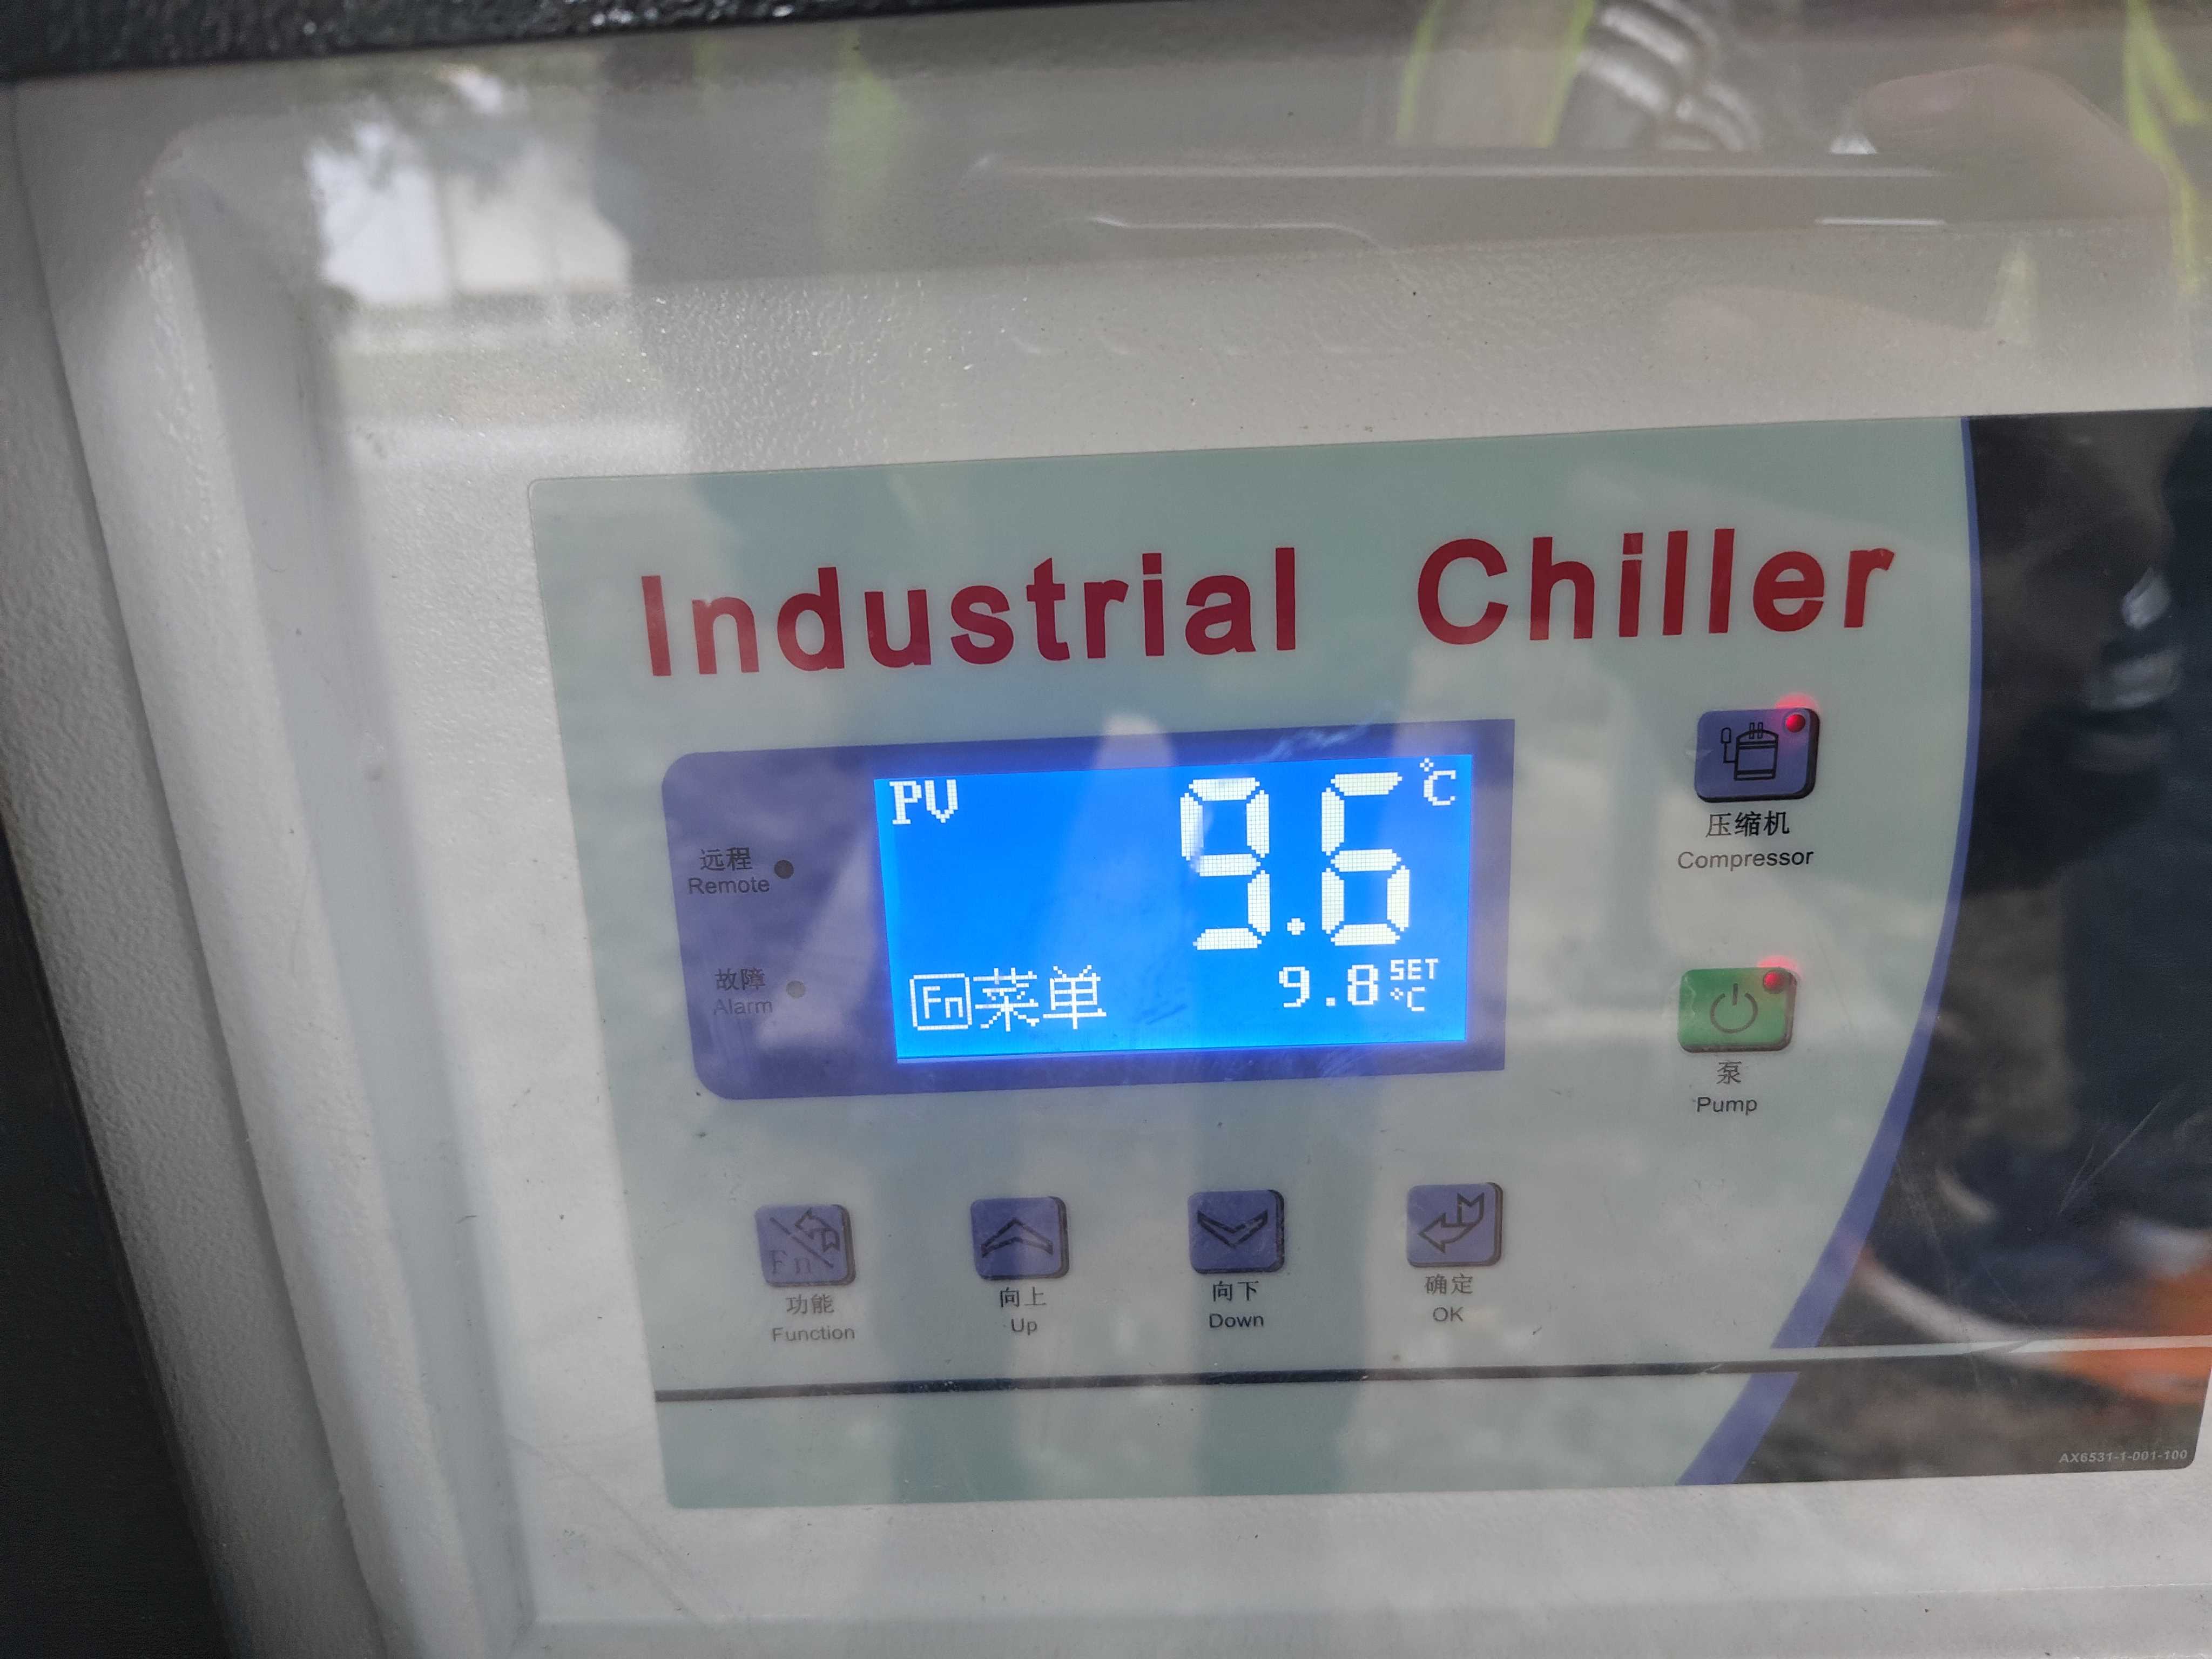 Industrial Chiller
PV 9.6 ℃
Fn菜单 9.8 SET ℃
远程
Remote
故障
Alarm
压缩机
Compressor
泵
Pump
Fn
功能
Function
向上
Up
向下
Down
确定
OK
AX6531-1-001-100